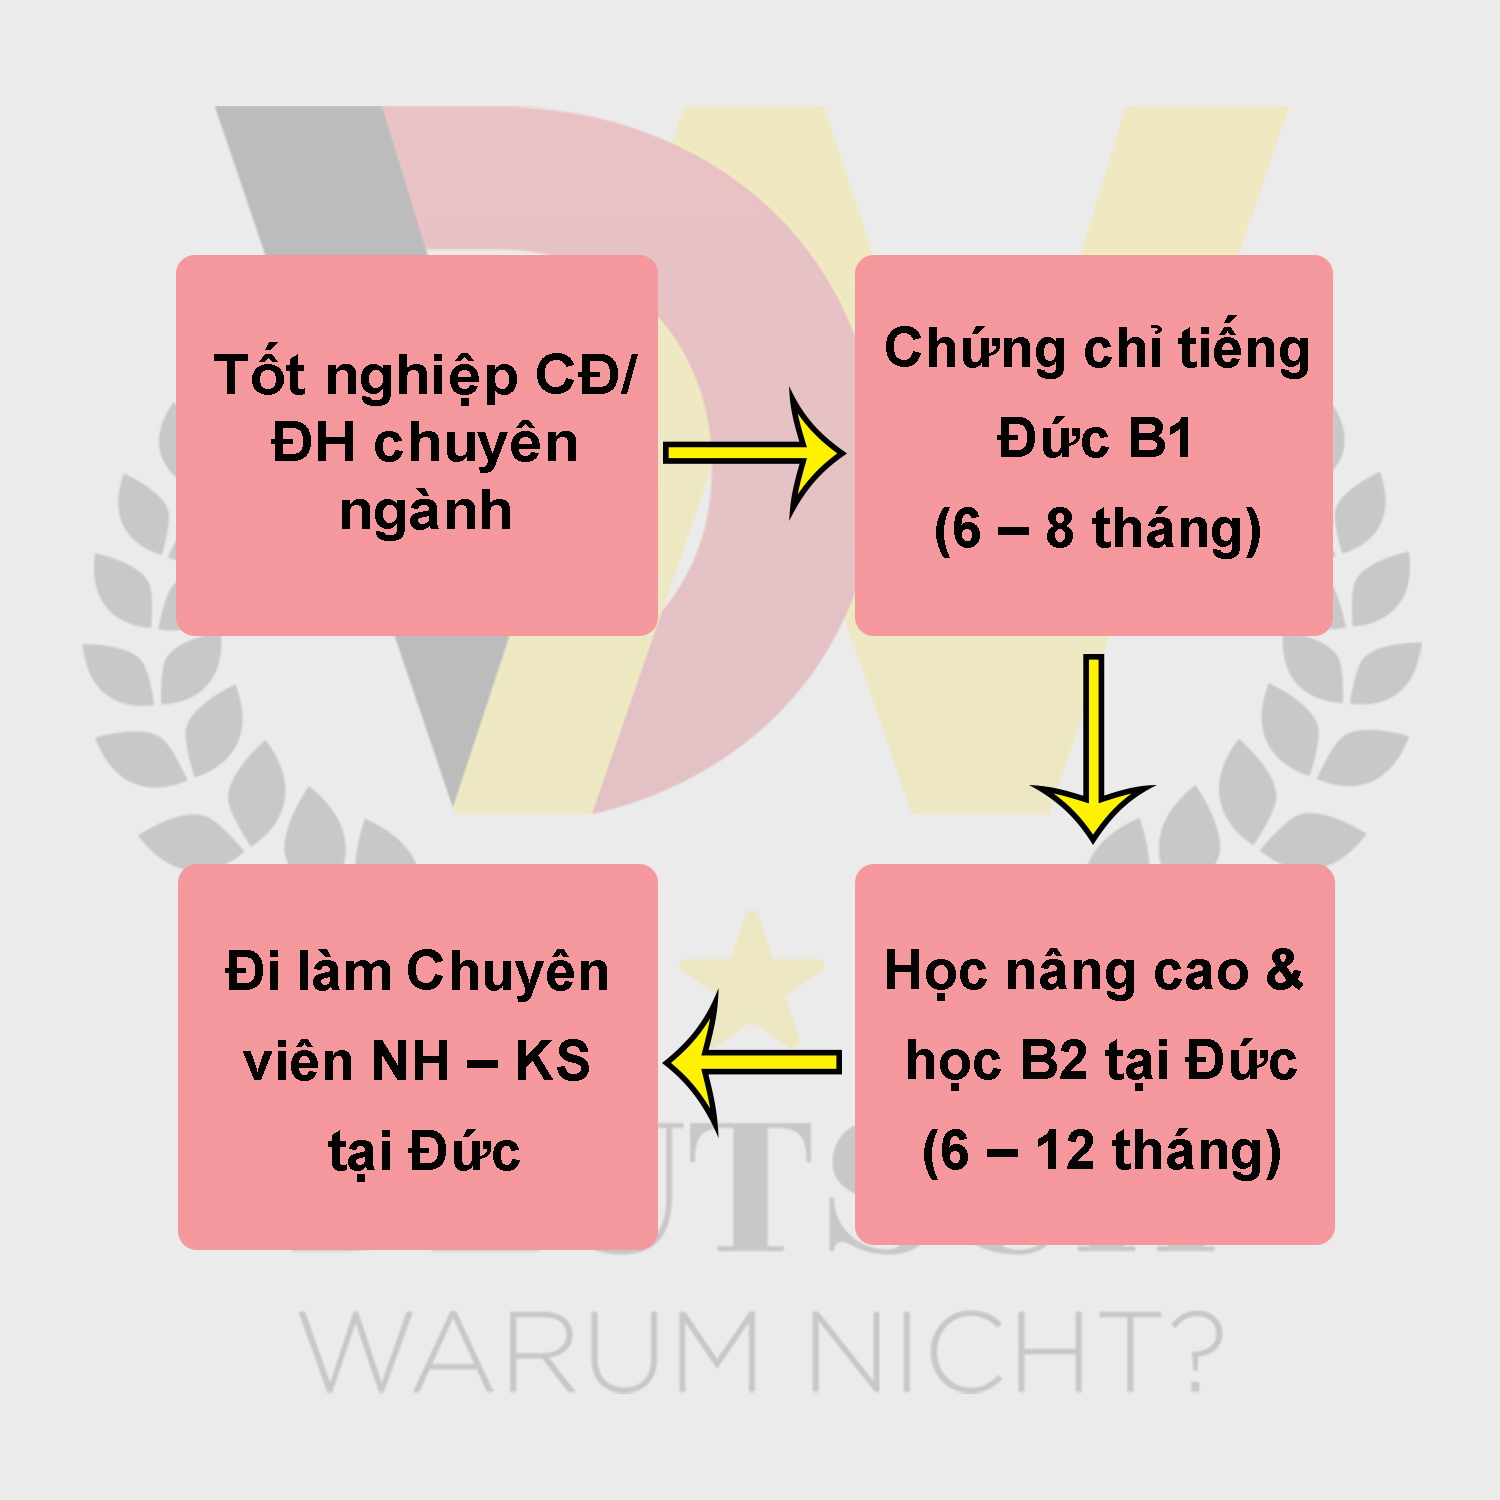 Tốt nghiệp CĐ/
ĐH chuyên
ngành
Chứng chỉ tiếng
Đức B1
(6 – 8 tháng)
Học nâng cao &
học B2 tại Đức
(6 – 12 tháng)
Đi làm Chuyên
viên NH – KS
tại Đức
WARUM NICHT?